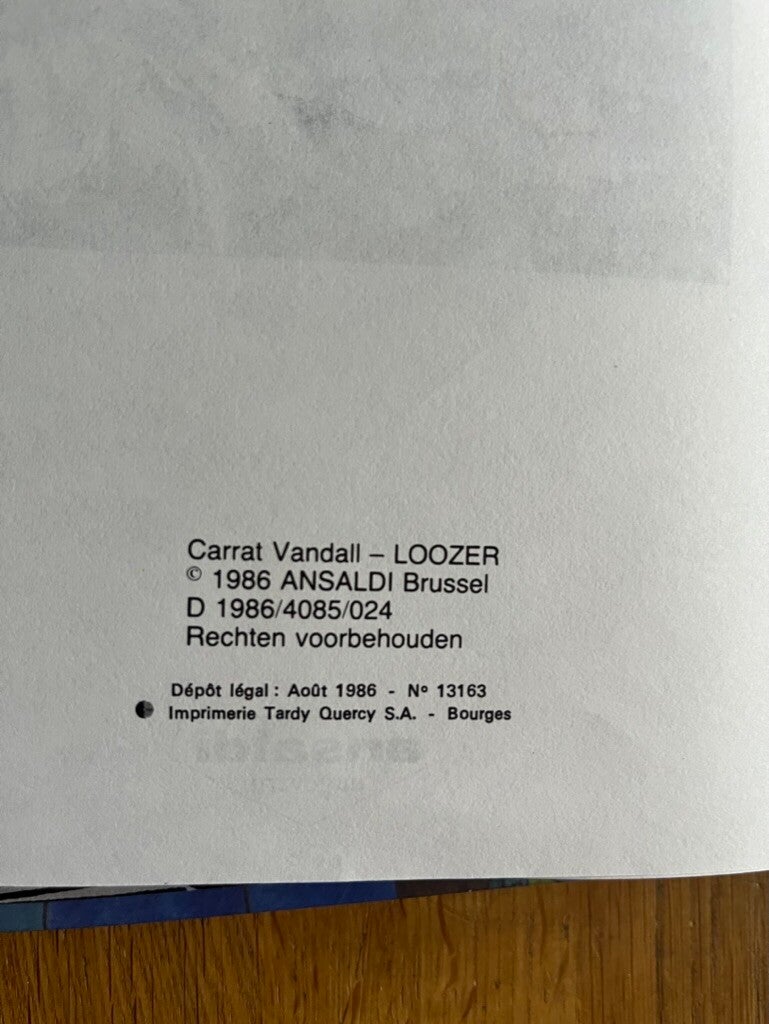 Carrat Vandall – LOOZER
© 1986 ANSALDI Brussel
D 1986/4085/024
Rechten voorbehouden
Dépôt légal : Août 1986 - Nº 13163
Imprimerie Tardy Quercy S.A. - Bourges